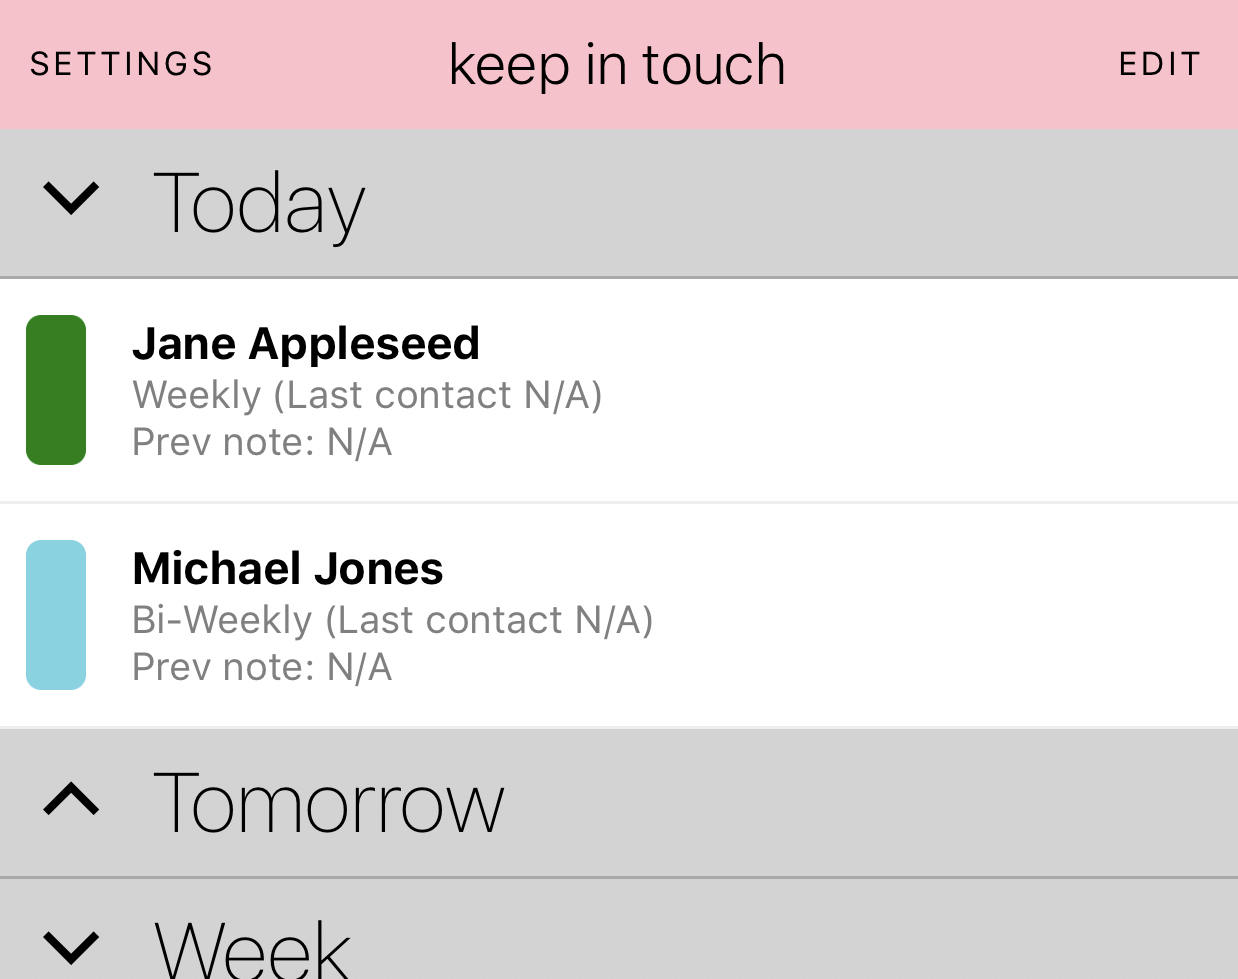 SETTINGS keep in touch EDIT
Today
Jane Appleseed
Weekly (Last contact N/A)
Prev note: N/A
Michael Jones
Bi-Weekly (Last contact N/A)
Prev note: N/A
Tomorrow
Week